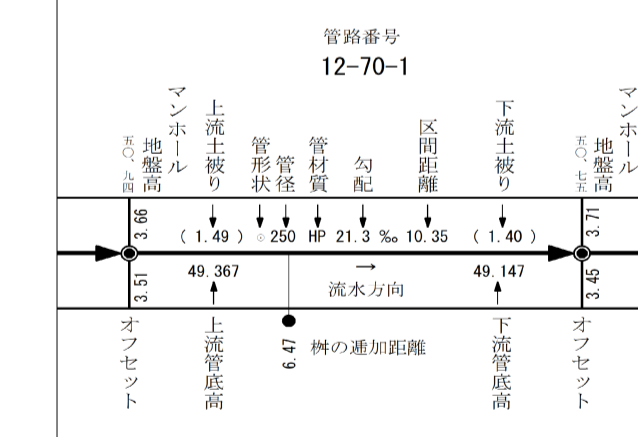 管路番号
12-70-1
五〇、九四
地盤高
マンホール
上流土被り
管形状
管径
管材質
勾配
区間距離
下流土被り
五〇、七五
地盤高
マンホール
3.66
( 1.49 ) 250 HP 21.3 ‰ 10.35 ( 1.40 )
3.71
3.51
49.367
→
流水方向
49.147
3.45
オフセット
上流管底高
6.47
桝の逓加距離
下流管底高
オフセット